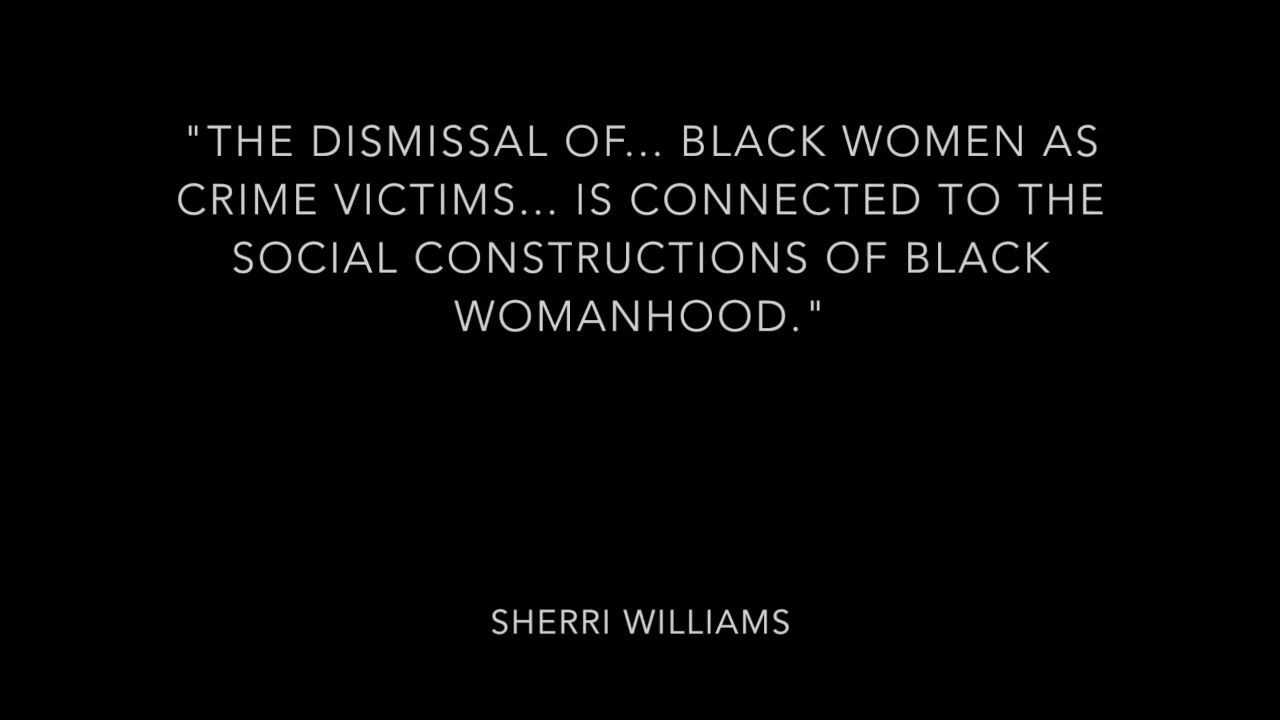 "THE DISMISSAL OF... BLACK WOMEN AS
CRIME VICTIMS... IS CONNECTED TO THE
SOCIAL CONSTRUCTIONS OF BLACK
WOMANHOOD."
SHERRI WILLIAMS